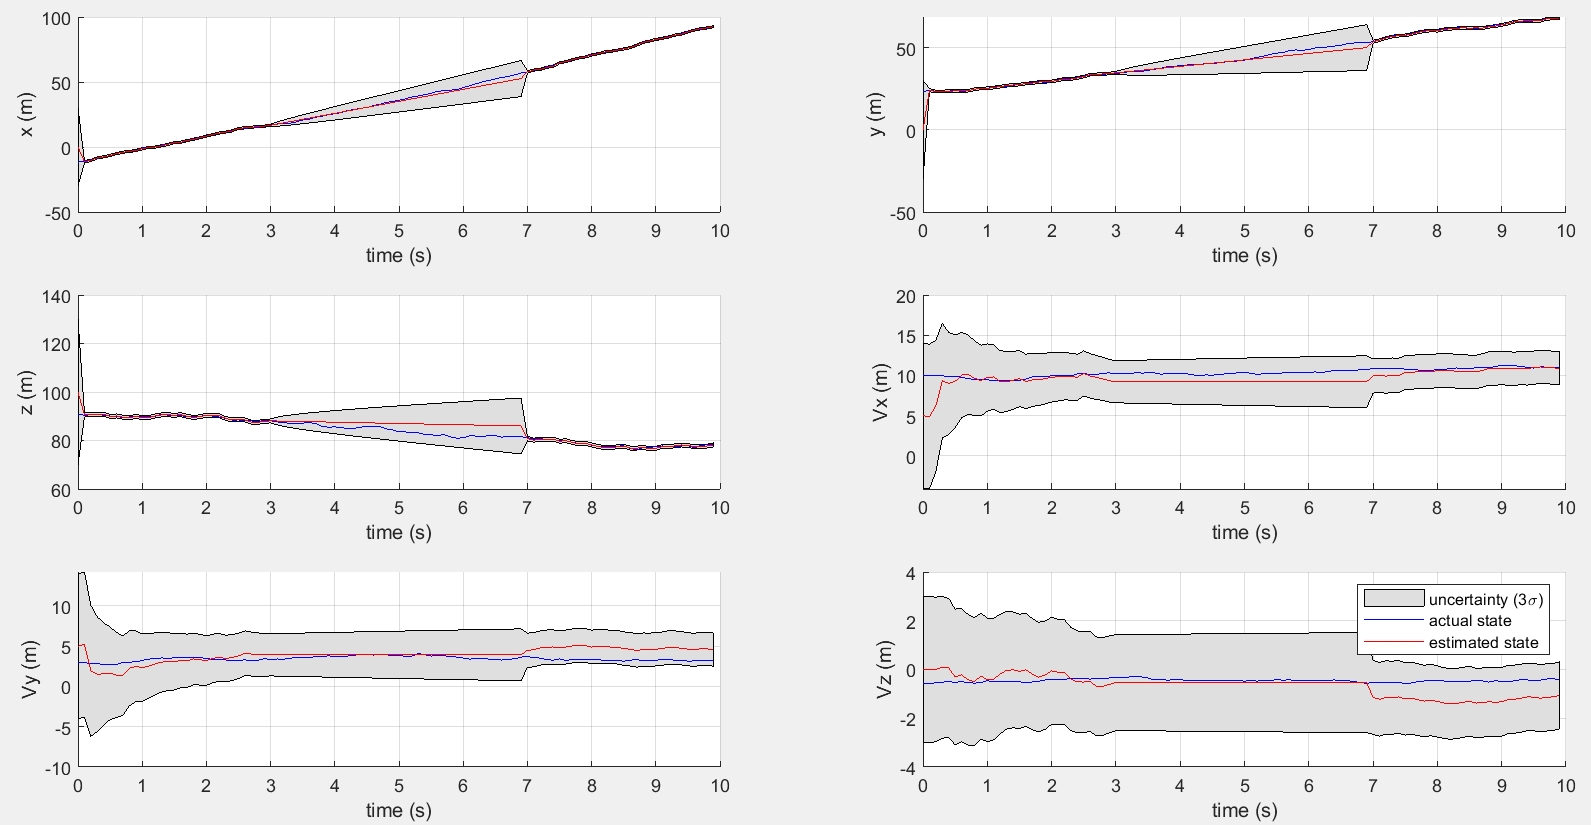 100
50
0
-50
x (m)
0 1 2 3 4 5 6 7 8 9 10
time (s)
50
0
-50
y (m)
0 1 2 3 4 5 6 7 8 9 10
time (s)
140
120
100
80
60
z (m)
0 1 2 3 4 5 6 7 8 9 10
time (s)
20
15
10
5
0
Vx (m)
0 1 2 3 4 5 6 7 8 9 10
time (s)
10
5
0
-5
-10
Vy (m)
0 1 2 3 4 5 6 7 8 9 10
time (s)
4
2
0
-2
-4
Vz (m)
uncertainty (3σ)
actual state
estimated state
0 1 2 3 4 5 6 7 8 9 10
time (s)